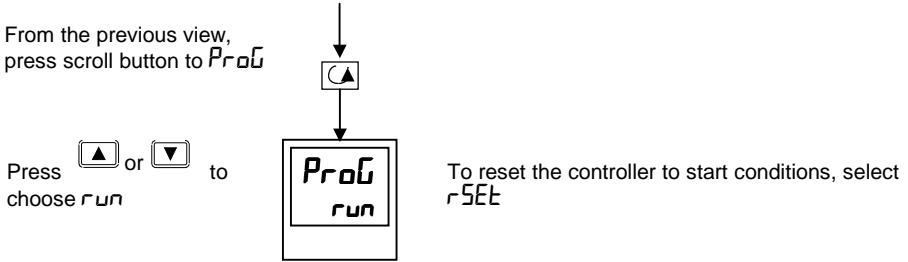 From the previous view,
press scroll button to ProG
Press ▲ or ▼ to
choose run
ProG
run
To reset the controller to start conditions, select
rSEt